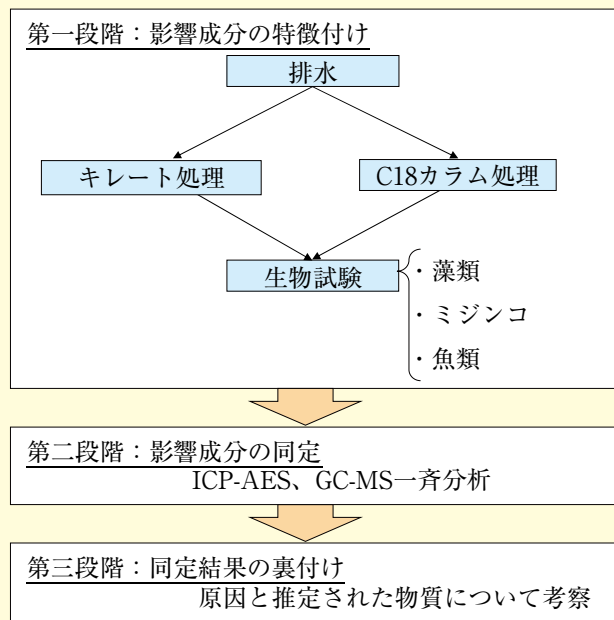 第一段階：影響成分の特徴付け
排水
キレート処理
C18カラム処理
生物試験
・藻類
・ミジンコ
・魚類
第二段階：影響成分の同定
ICP-AES、GC-MS一斉分析
第三段階：同定結果の裏付け
原因と推定された物質について考察